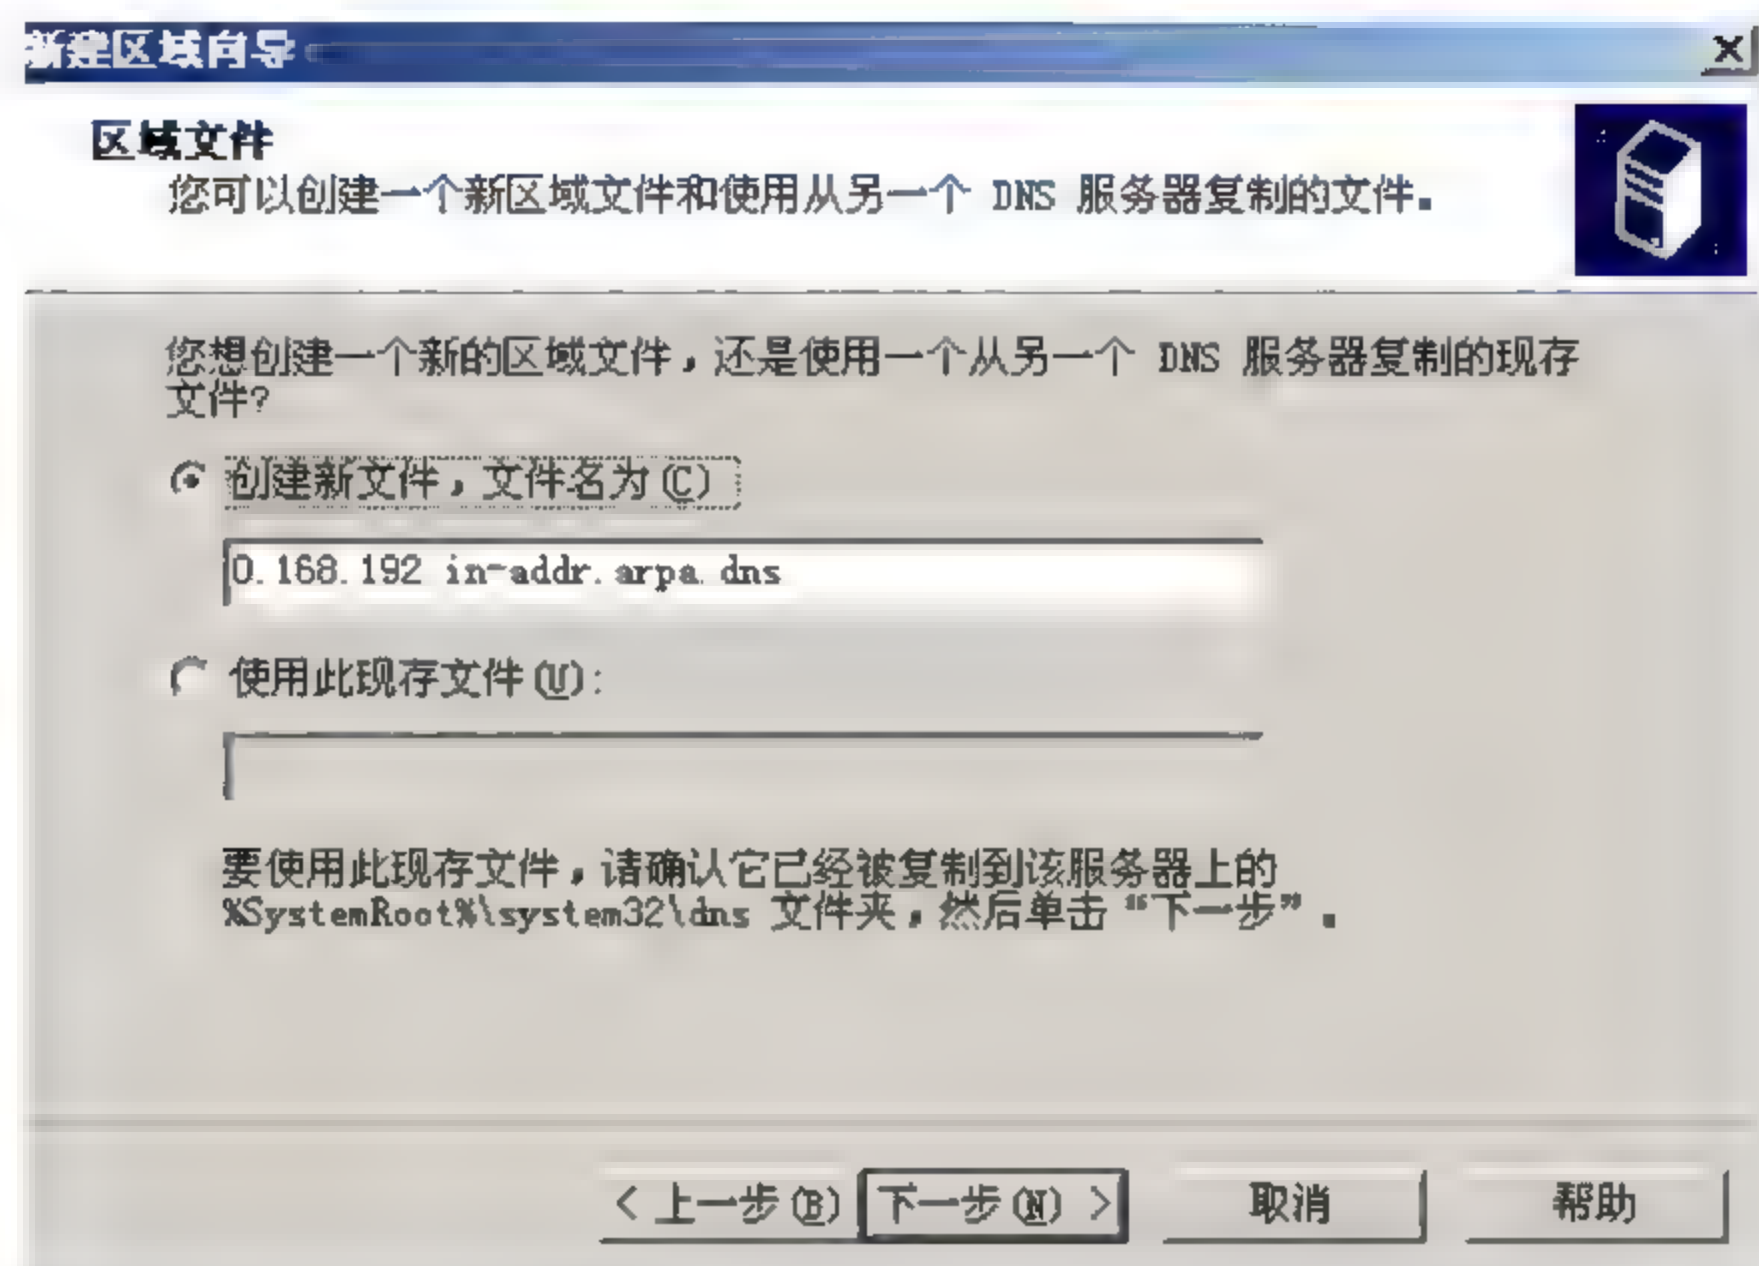 新建区域向导
区域文件
您可以创建一个新区域文件和使用从另一个 DNS 服务器复制的文件。
您想创建一个新的区域文件，还是使用一个从另一个 DNS 服务器复制的现存
文件?
创建新文件，文件名为(C)
0.168.192.in-addr.arpa.dns
使用此现存文件(U):
要使用此现存文件，请确认它已经被复制到该服务器上的
%SystemRoot%\system32\dns 文件夹，然后单击“下一步”。
< 上一步(B) 下一步(N) > 取消 帮助